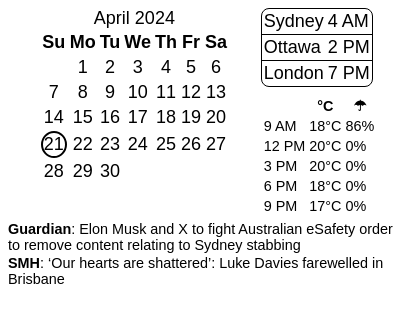 April 2024
Su Mo Tu We Th Fr Sa
1 2 3 4 5 6
7 8 9 10 11 12 13
14 15 16 17 18 19 20
21 22 23 24 25 26 27
28 29 30
Sydney 4 AM
Ottawa 2 PM
London 7 PM
°C ☂
9 AM 18°C 86%
12 PM 20°C 0%
3 PM 20°C 0%
6 PM 18°C 0%
9 PM 17°C 0%
Guardian: Elon Musk and X to fight Australian eSafety order
to remove content relating to Sydney stabbing
SMH: ‘Our hearts are shattered’: Luke Davies farewelled in
Brisbane